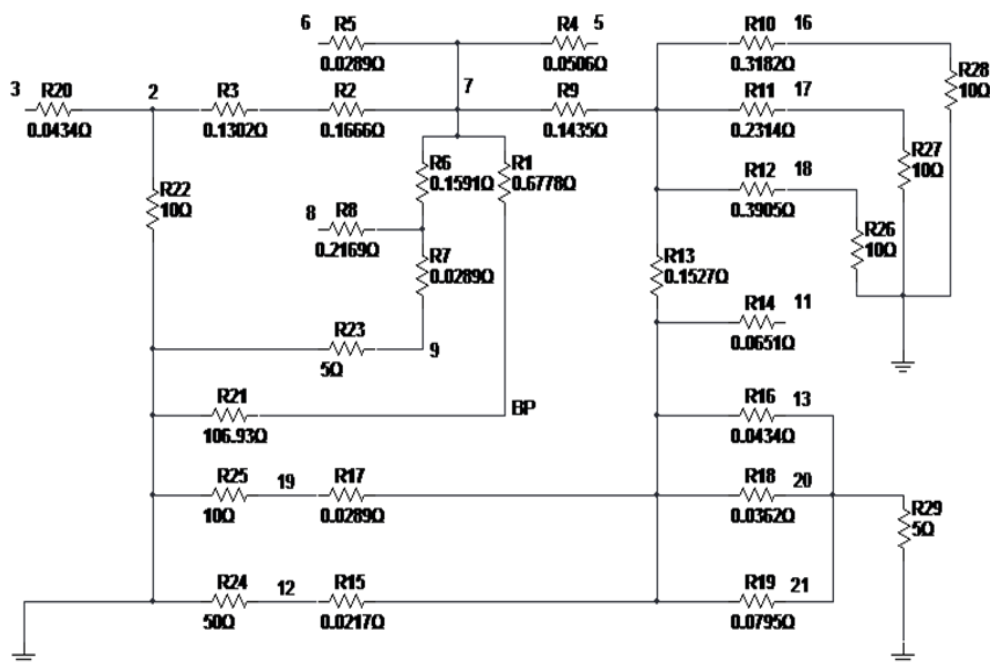 6 R5 R4 5 R10 16
0.0289Ω 0.0506Ω 0.3182Ω R28
10Ω
3 R20 2 R3 R2 7 R9 R11 17
0.0434Ω 0.1302Ω 0.1666Ω 0.1435Ω 0.2314Ω
R6 R1 R12 18 R27
0.1591Ω 0.6778Ω 0.3905Ω 10Ω
R22
10Ω
8 R8 R26
0.2169Ω 10Ω
R7 R13
0.0289Ω 0.1527Ω
R14 11
0.0651Ω
R23 9
5Ω
R21 BP R16 13
106.93Ω 0.0434Ω
R25 19 R17 R18 20
10Ω 0.0289Ω 0.0362Ω R29
5Ω
R24 12 R15 R19 21
50Ω 0.0217Ω 0.0795Ω